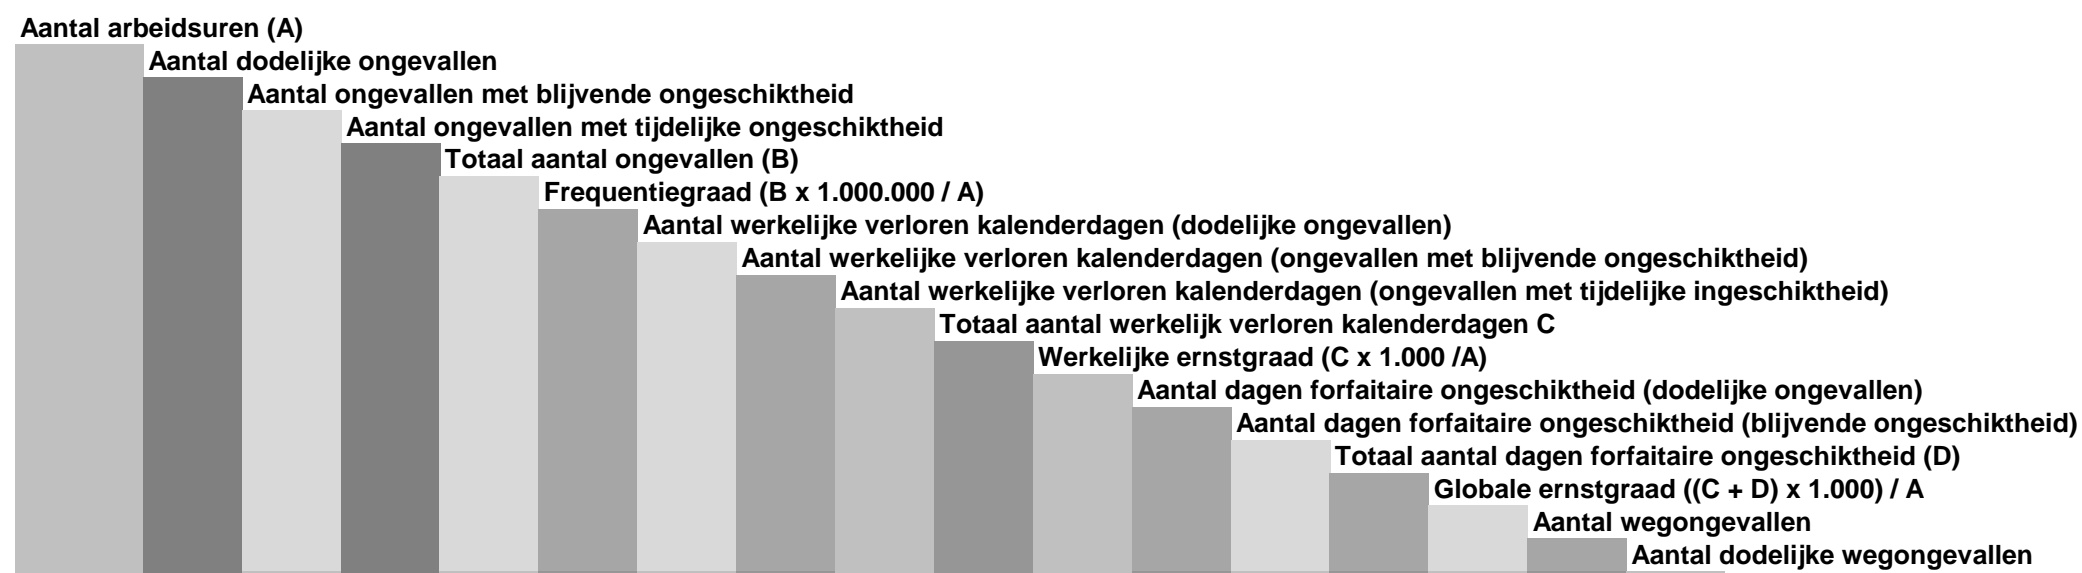 Aantal arbeidsuren (A)
Aantal dodelijke ongevallen
Aantal ongevallen met blijvende ongeschiktheid
Aantal ongevallen met tijdelijke ongeschiktheid
Totaal aantal ongevallen (B)
Frequentiegraad (B x 1.000.000 / A)
Aantal werkelijke verloren kalenderdagen (dodelijke ongevallen)
Aantal werkelijke verloren kalenderdagen (ongevallen met blijvende ongeschiktheid)
Aantal werkelijke verloren kalenderdagen (ongevallen met tijdelijke ingeschiktheid)
Totaal aantal werkelijk verloren kalenderdagen C
Werkelijke ernstgraad (C x 1.000 /A)
Aantal dagen forfaitaire ongeschiktheid (dodelijke ongevallen)
Aantal dagen forfaitaire ongeschiktheid (blijvende ongeschiktheid)
Totaal aantal dagen forfaitaire ongeschiktheid (D)
Globale ernstgraad ((C + D) x 1.000) / A
Aantal wegongevallen
Aantal dodelijke wegongevallen